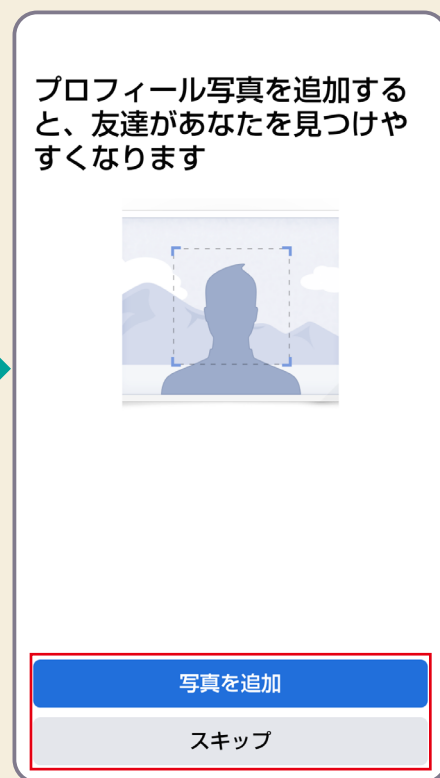 プロフィール写真を追加する
と、友達があなたを見つけや
すくなります
写真を追加
スキップ